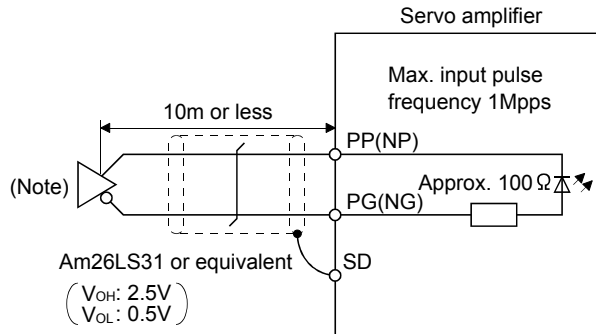 Servo amplifier
Max. input pulse
frequency 1Mpps
10m or less
PP(NP)
(Note)
Approx. 100Ω
PG(NG)
Am26LS31 or equivalent
SD
VOH: 2.5V
VOL: 0.5V